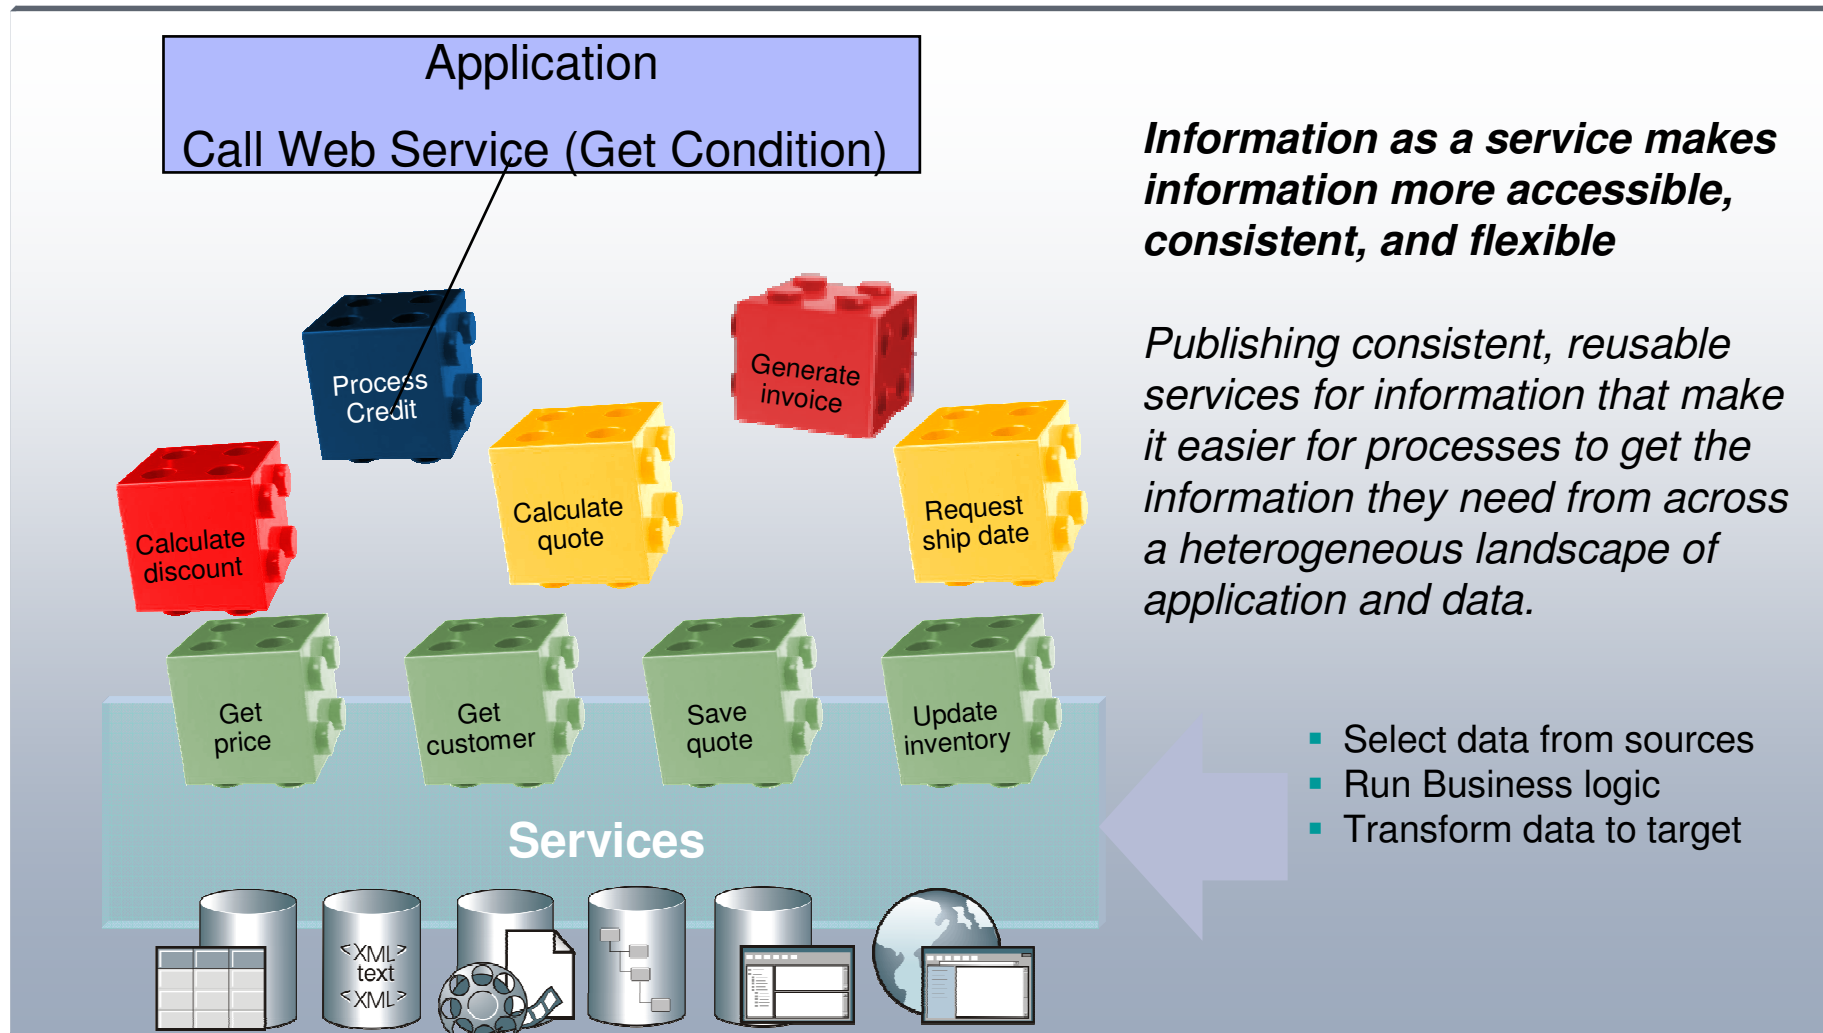 Application
Call Web Service (Get Condition)
Information as a service makes
information more accessible,
consistent, and flexible
Publishing consistent, reusable
services for information that make
it easier for processes to get the
information they need from across
a heterogeneous landscape of
application and data.
Process
Credit
Generate
invoice
Calculate
discount
Calculate
quote
Request
ship date
Get
price
Get
customer
Save
quote
Update
inventory
Services
Select data from sources
Run Business logic
Transform data to target
<XML>
text
<XML>